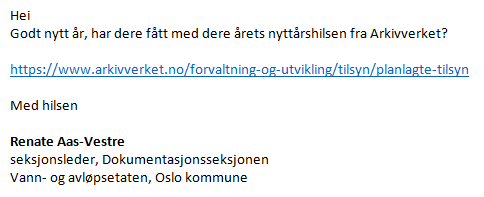 Hei
Godt nytt år, har dere fått med dere årets nyttårshilsen fra Arkivverket?
https://www.arkivverket.no/forvaltning-og-utvikling/tilsyn/planlagte-tilsyn
Med hilsen
Renate Aas-Vestre
seksjonsleder, Dokumentasjonsseksjonen
Vann- og avløpsetaten, Oslo kommune